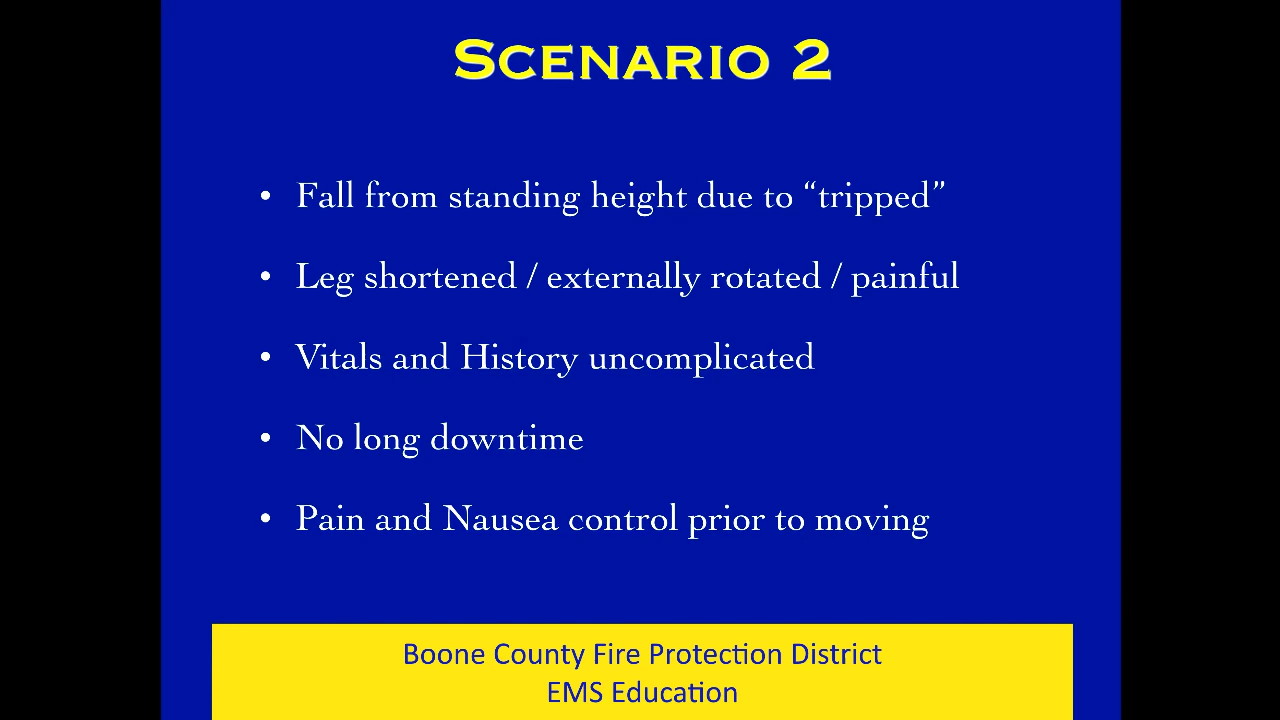 SCENARIO 2
• Fall from standing height due to “tripped”
• Leg shortened / externally rotated / painful
• Vitals and History uncomplicated
• No long downtime
• Pain and Nausea control prior to moving
Boone County Fire Protection District
EMS Education